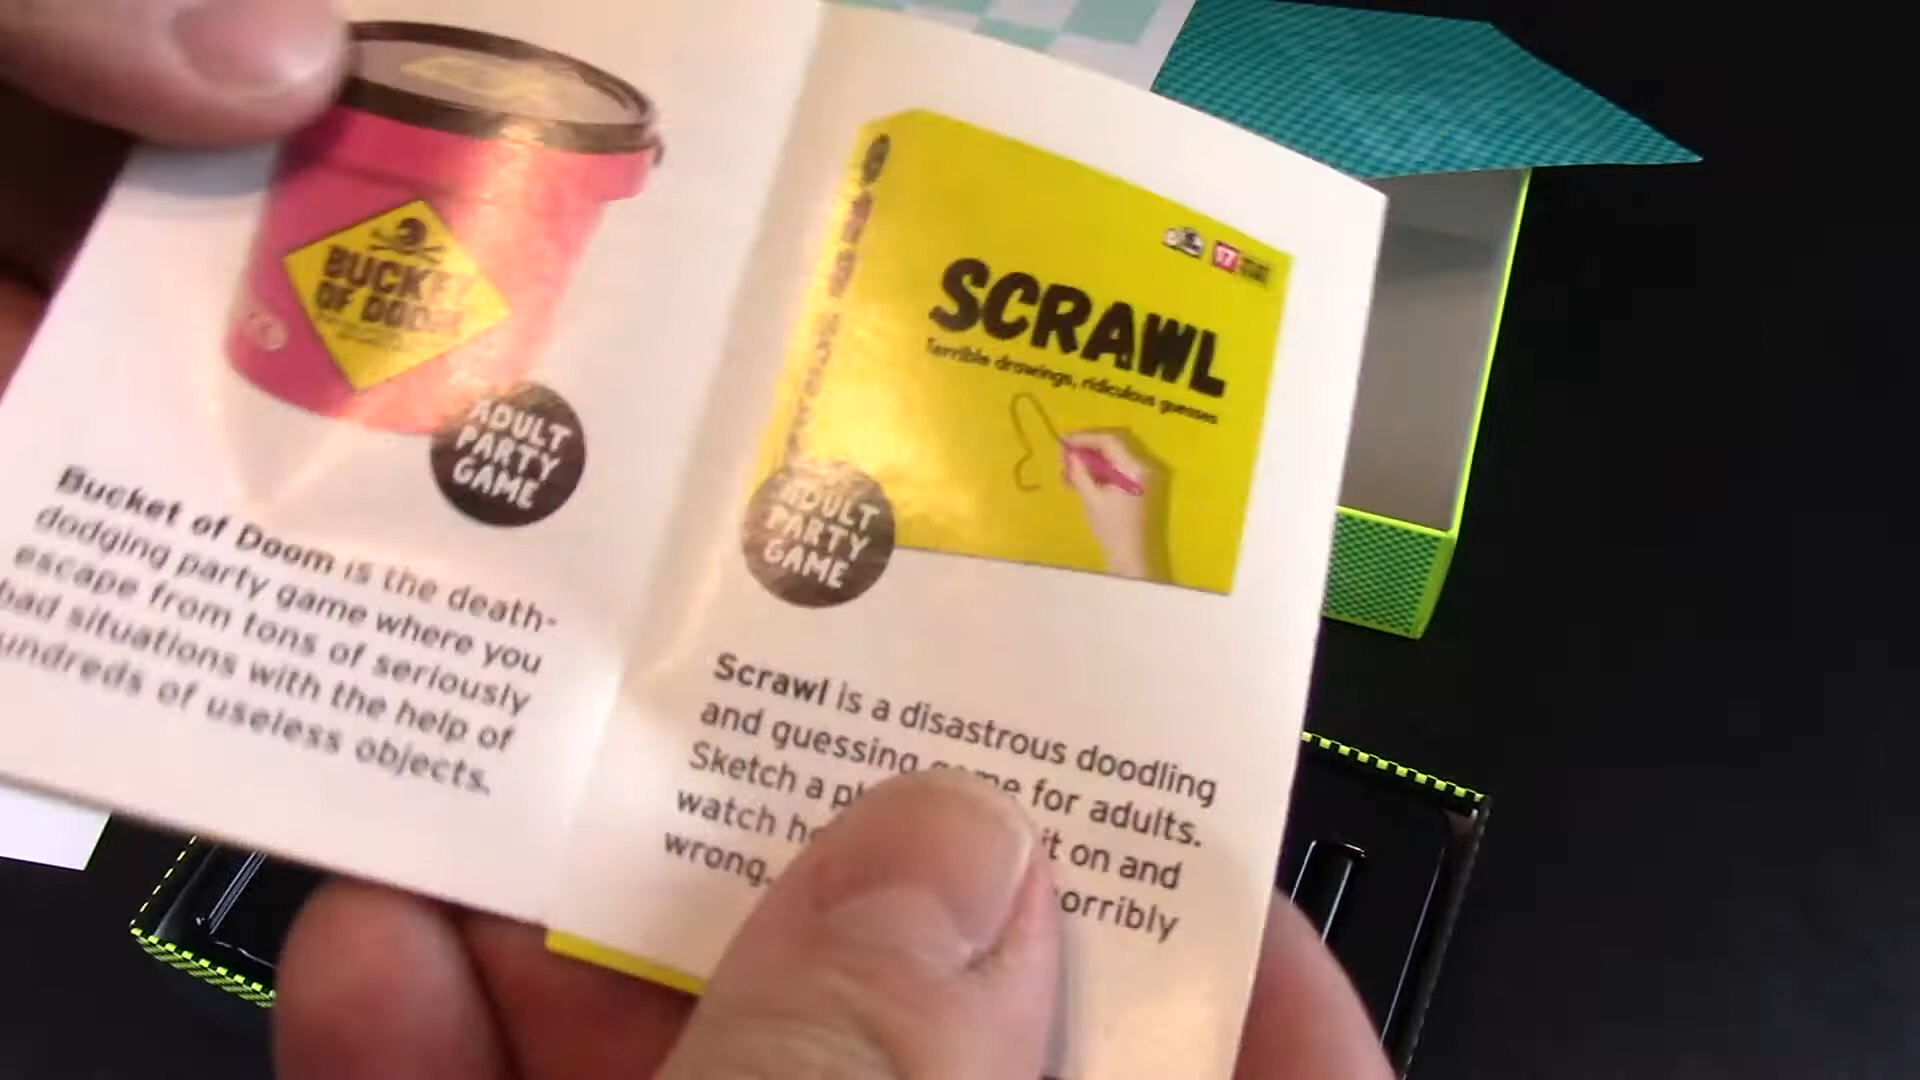 BUCKET
OF DOOM
ADULT
PARTY
GAME
Bucket of Doom is the death-
dodging party game where you
escape from tons of seriously
bad situations with the help of
undreds of useless objects.
17
SCRAWL
Terrible drawings, ridiculous guesses
ADULT
PARTY
GAME
Scrawl is a disastrous doodling
and guessing game for adults.
Sketch a
watch it on and
wrong. orribly